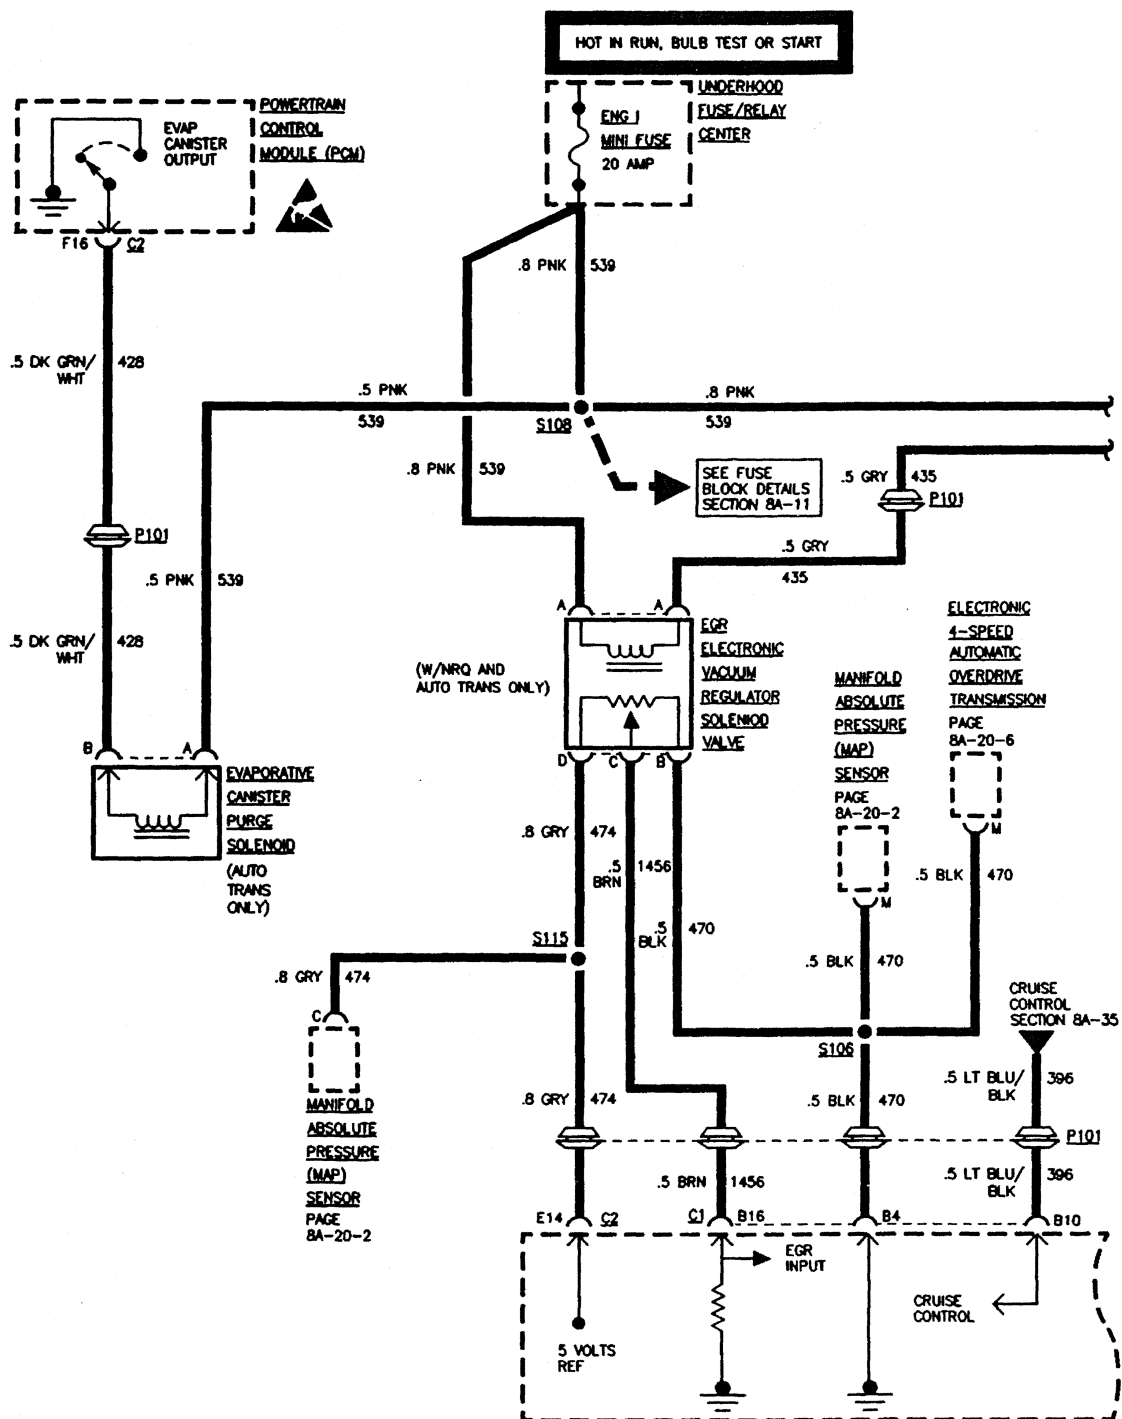 HOT IN RUN, BULB TEST OR START
UNDERHOOD
FUSE/RELAY
CENTER
ENG 1
MINI FUSE
20 AMP
POWERTRAIN
CONTROL
MODULE (PCM)
EVAP
CANISTER
OUTPUT
F16
C2
.8 PNK
539
.5 DK GRN/
WHT
428
.5 PNK
539
.8 PNK
539
S108
.8 PNK
539
SEE FUSE
BLOCK DETAILS
SECTION 8A-11
.5 GRY
435
P101
P101
.5 GRY
435
.5 PNK
539
.5 DK GRN/
WHT
428
A
A
(W/NRQ AND
AUTO TRANS ONLY)
EGR
ELECTRONIC
VACUUM
REGULATOR
SOLENIOD
VALVE
MANIFOLD
ABSOLUTE
PRESSURE
(MAP)
SENSOR
PAGE
8A-20-2
ELECTRONIC
4-SPEED
AUTOMATIC
OVERDRIVE
TRANSMISSION
PAGE
8A-20-6
B
A
EVAPORATIVE
CANISTER
PURGE
SOLENOID
(AUTO
TRANS
ONLY)
D
C
B
M
M
.8 GRY
474
.5
BRN
1456
.5
BLK
470
.5 BLK
470
.5 BLK
470
S115
.8 GRY
474
C
MANIFOLD
ABSOLUTE
PRESSURE
(MAP)
SENSOR
PAGE
8A-20-2
CRUISE
CONTROL
SECTION 8A-35
S106
.8 GRY
474
.5 BLK
470
.5 LT BLU/
BLK
396
P101
.5 BRN
1456
.5 LT BLU/
BLK
396
E14
C2
C1
B16
B4
B10
EGR
INPUT
CRUISE
CONTROL
5 VOLTS
REF